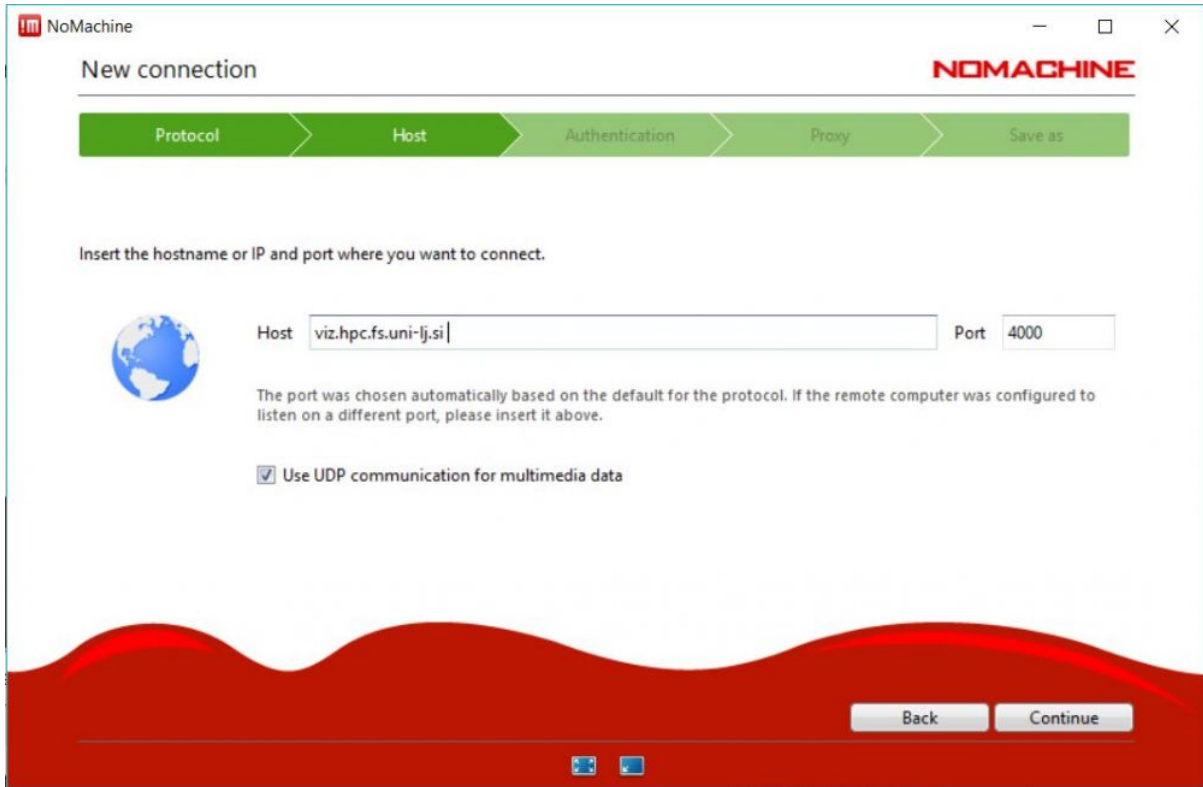 !m NoMachine
New connection
NOMACHINE
Protocol
Host
Authentication
Proxy
Save as
Insert the hostname or IP and port where you want to connect.
Host viz.hpc.fs.uni-lj.si Port 4000
The port was chosen automatically based on the default for the protocol. If the remote computer was configured to
listen on a different port, please insert it above.
Use UDP communication for multimedia data
Back
Continue